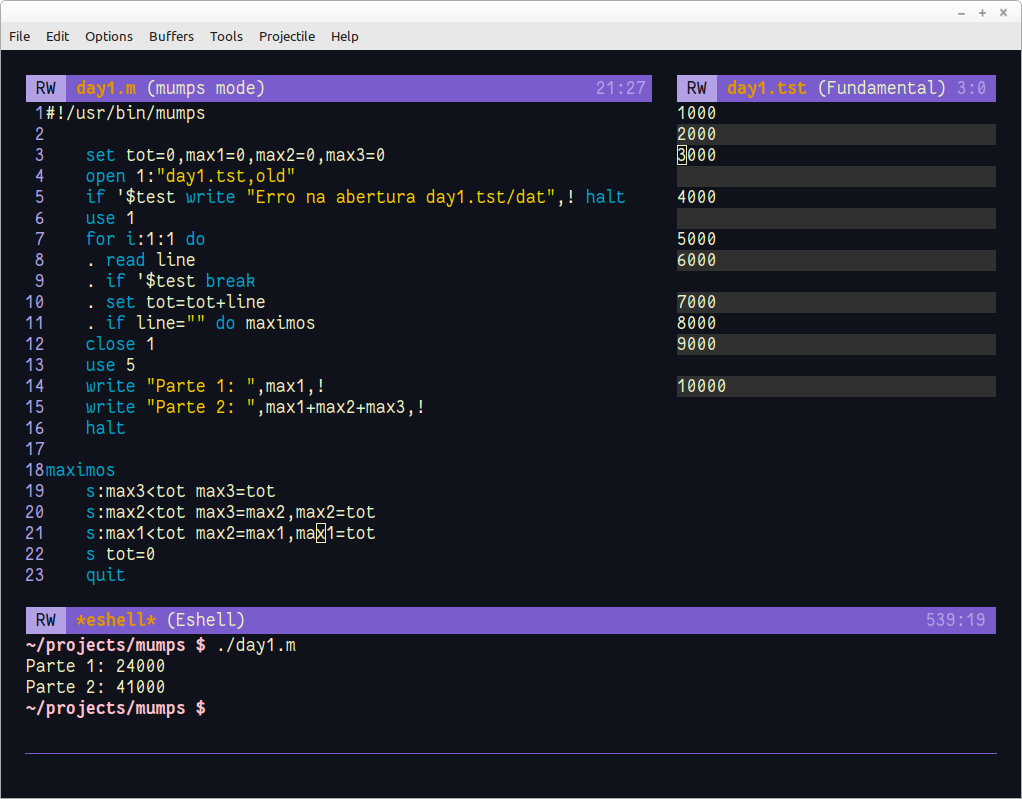 File Edit Options Buffers Tools Projectile Help
RW day1.m (mumps mode) 21:27
1#!/usr/bin/mumps
2
3    set tot=0,max1=0,max2=0,max3=0
4    open 1:"day1.tst,old"
5    if '$test write "Erro na abertura day1.tst/dat",! halt
6    use 1
7    for i:1:1 do
8    . read line
9    . if '$test break
10    . set tot=tot+line
11    . if line="" do maximos
12    close 1
13    use 5
14    write "Parte 1: ",max1,!
15    write "Parte 2: ",max1+max2+max3,!
16    halt
17
18maximos
19    s:max3<tot max3=tot
20    s:max2<tot max3=max2,max2=tot
21    s:max1<tot max2=max1,max1=tot
22    s tot=0
23    quit
RW day1.tst (Fundamental) 3:0
1000
2000
3000

4000

5000
6000

7000
8000
9000

10000
RW *eshell* (Eshell) 539:19
~/projects/mumps $ ./day1.m
Parte 1: 24000
Parte 2: 41000
~/projects/mumps $